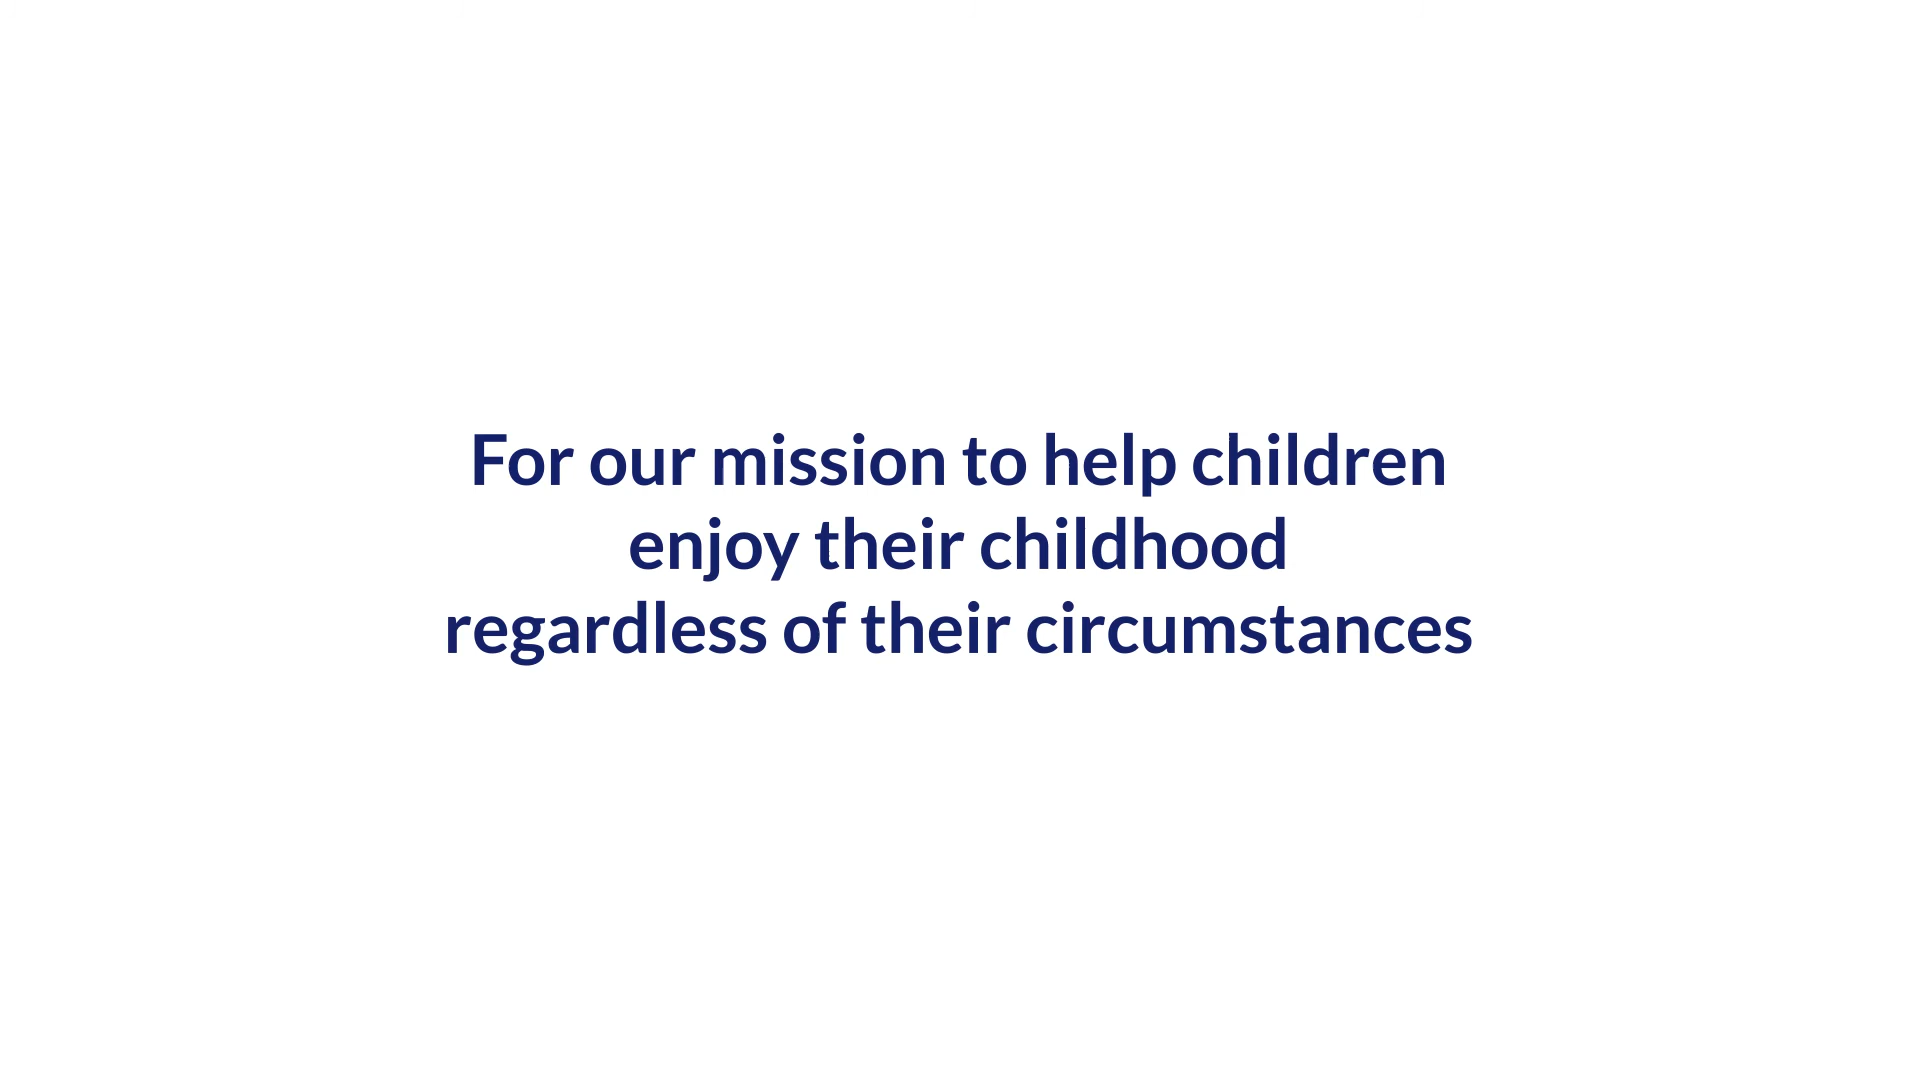 For our mission to help children
enjoy their childhood
regardless of their circumstances